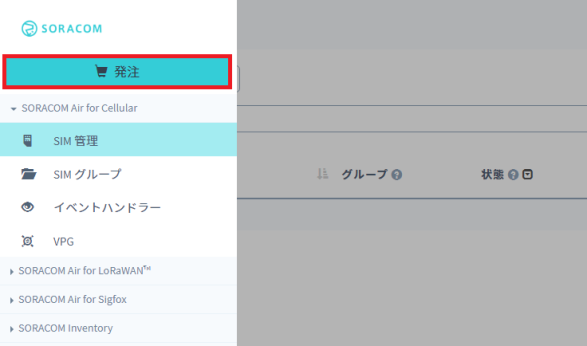 SORACOM
発注
SORACOM Air for Cellular
SIM 管理
SIM グループ
イベントハンドラー
VPG
SORACOM Air for LoRaWAN™
SORACOM Air for Sigfox
SORACOM Inventory
グループ
状態